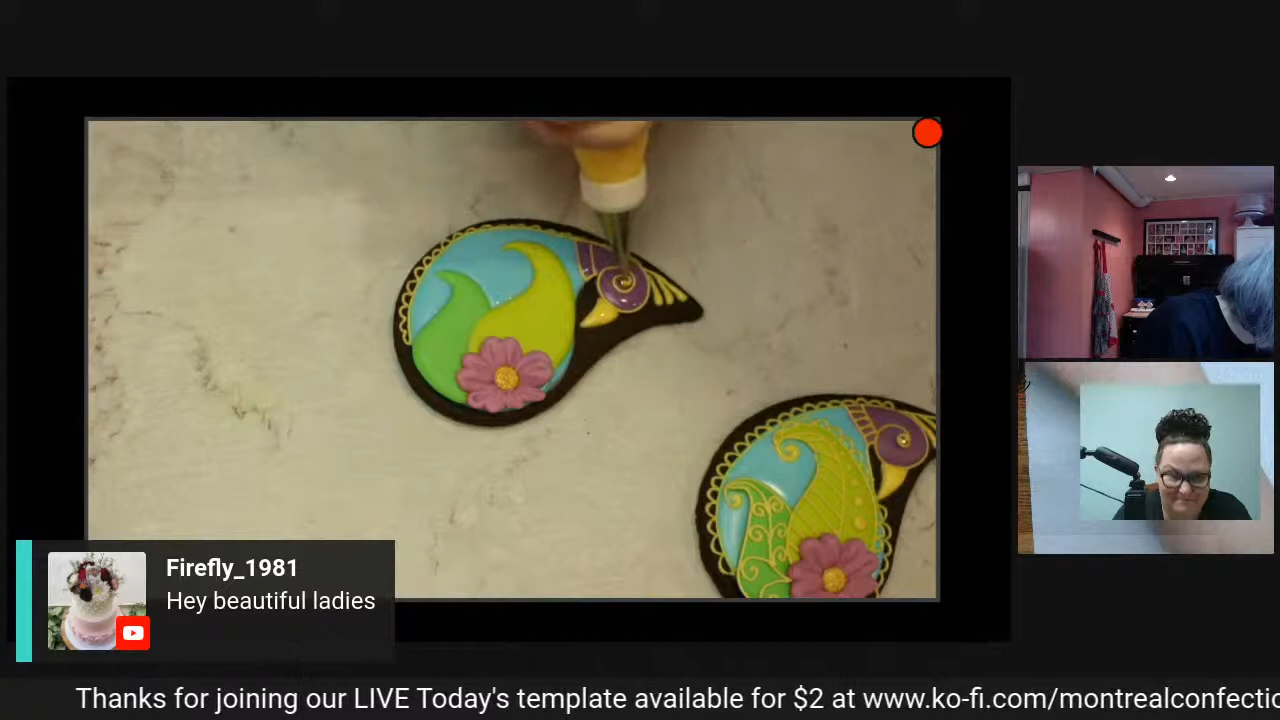 Firefly_1981
Hey beautiful ladies
Thanks for joining our LIVE Today's template available for $2 at www.ko-fi.com/montrealconfectio